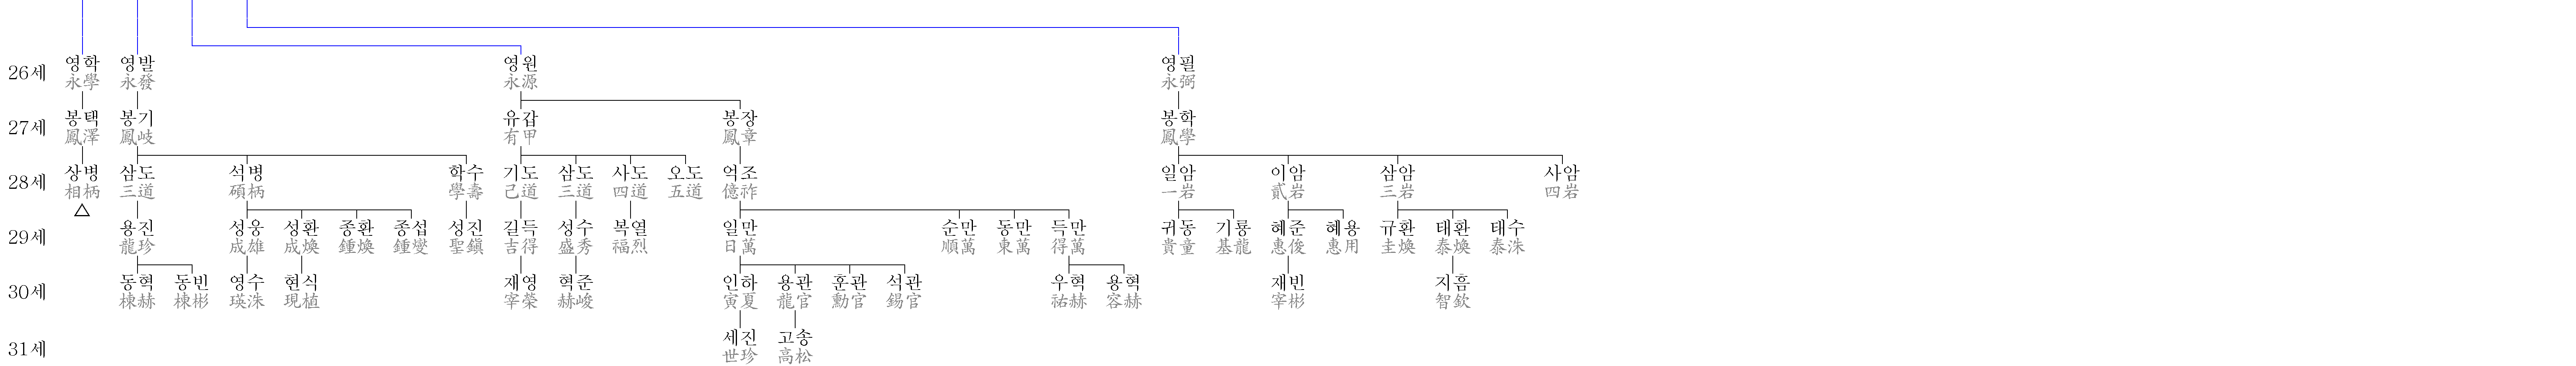 26세 영학 영발 영원 영필
永學 永發 永源 永弼
27세 봉택 봉기 유갑 봉장 봉학
鳳澤 鳳岐 有甲 鳳章 鳳學
28세 상병 삼도 석병 학수 기도 삼도 사도 오도 억조 일암 이암 삼암 사암
相柄 三道 碩柄 學壽 己道 三道 四道 五道 億祚 一岩 貳岩 三岩 四岩
29세 용진 성웅 성환 종환 종섭 성진 길득 성수 복열 일만 순만 동만 득만 귀동 기룡 혜준 혜용 규환 태환 태수
龍珍 成雄 成煥 鍾煥 鍾燮 聖鎭 吉得 盛秀 福烈 日萬 順萬 東萬 得萬 貴童 基龍 惠俊 惠用 圭煥 泰煥 泰洙
30세 동혁 동빈 영수 현식 재영 혁준 인하 용관 훈관 석관 우혁 용혁 재빈 지흠
棟赫 棟彬 瑛洙 現植 宰榮 赫峻 寅夏 龍官 勳官 錫官 祐赫 容赫 宰彬 智欽
31세 세진 고송
世珍 高松